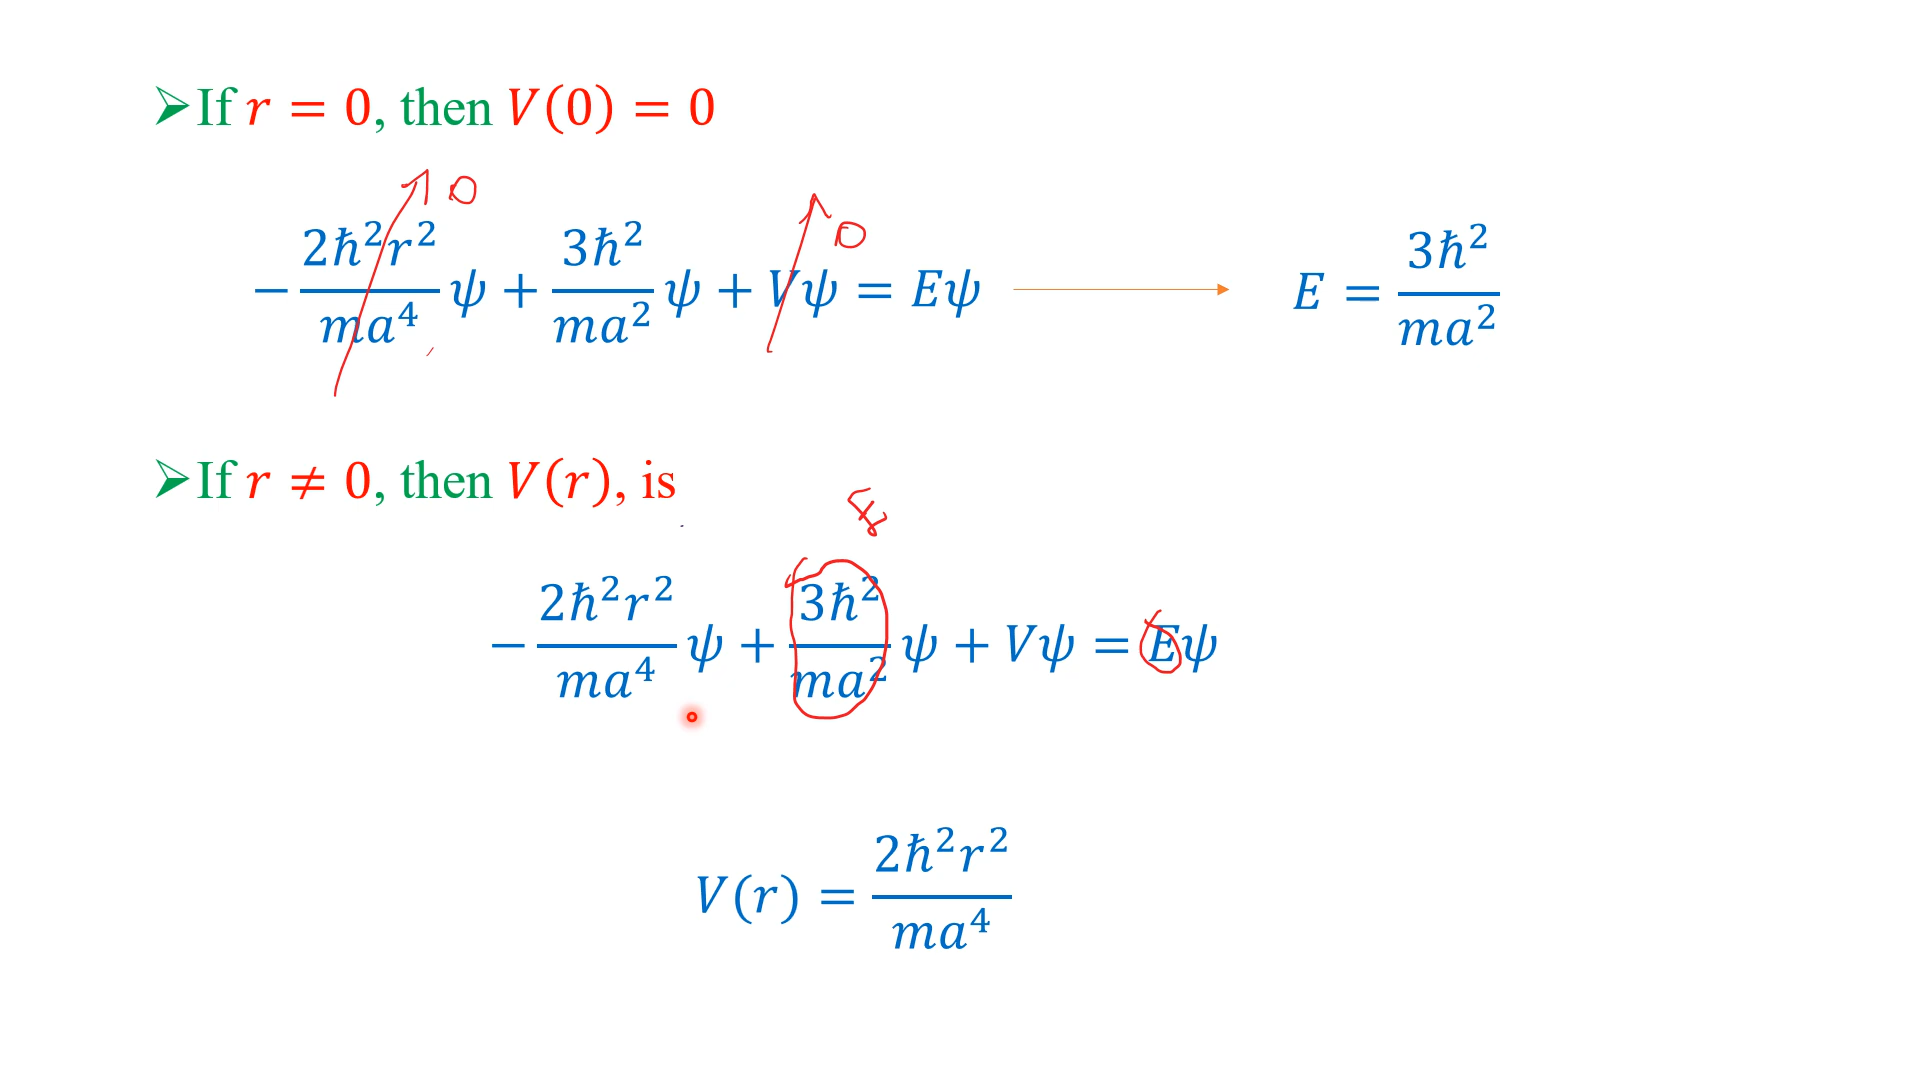 ➢If r = 0, then V(0) = 0
0
0
−2ħ²r²/ma⁴ ψ + 3ħ²/ma² ψ + Vψ = Eψ → E = 3ħ²/ma²
➢If r ≠ 0, then V(r), is
−2ħ²r²/ma⁴ ψ + 3ħ²/ma² ψ + Vψ = Eψ
V(r) = 2ħ²r²/ma⁴